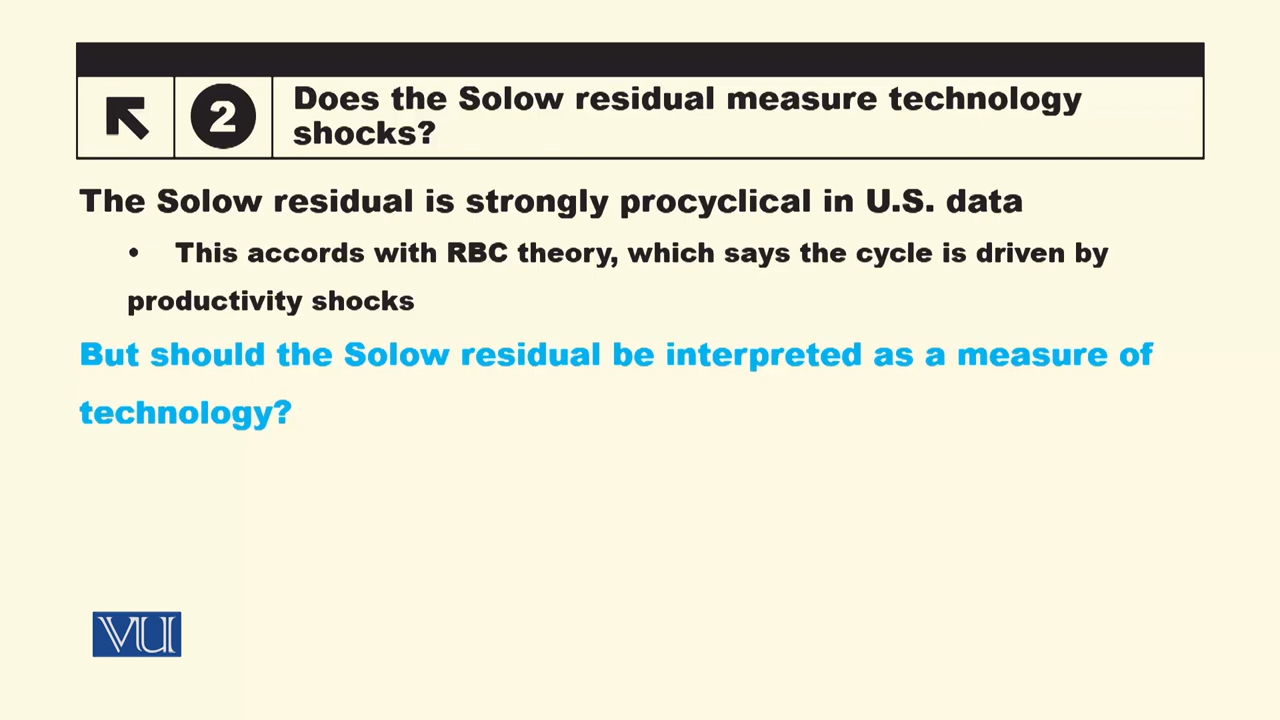 2
Does the Solow residual measure technology
shocks?
The Solow residual is strongly procyclical in U.S. data
• This accords with RBC theory, which says the cycle is driven by
productivity shocks
But should the Solow residual be interpreted as a measure of
technology?
VU